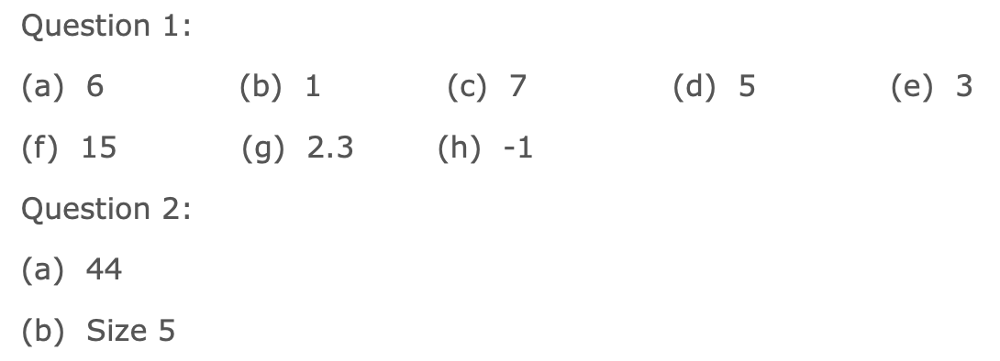 Question 1:
(a) 6 (b) 1 (c) 7 (d) 5 (e) 3
(f) 15 (g) 2.3 (h) -1
Question 2:
(a) 44
(b) Size 5